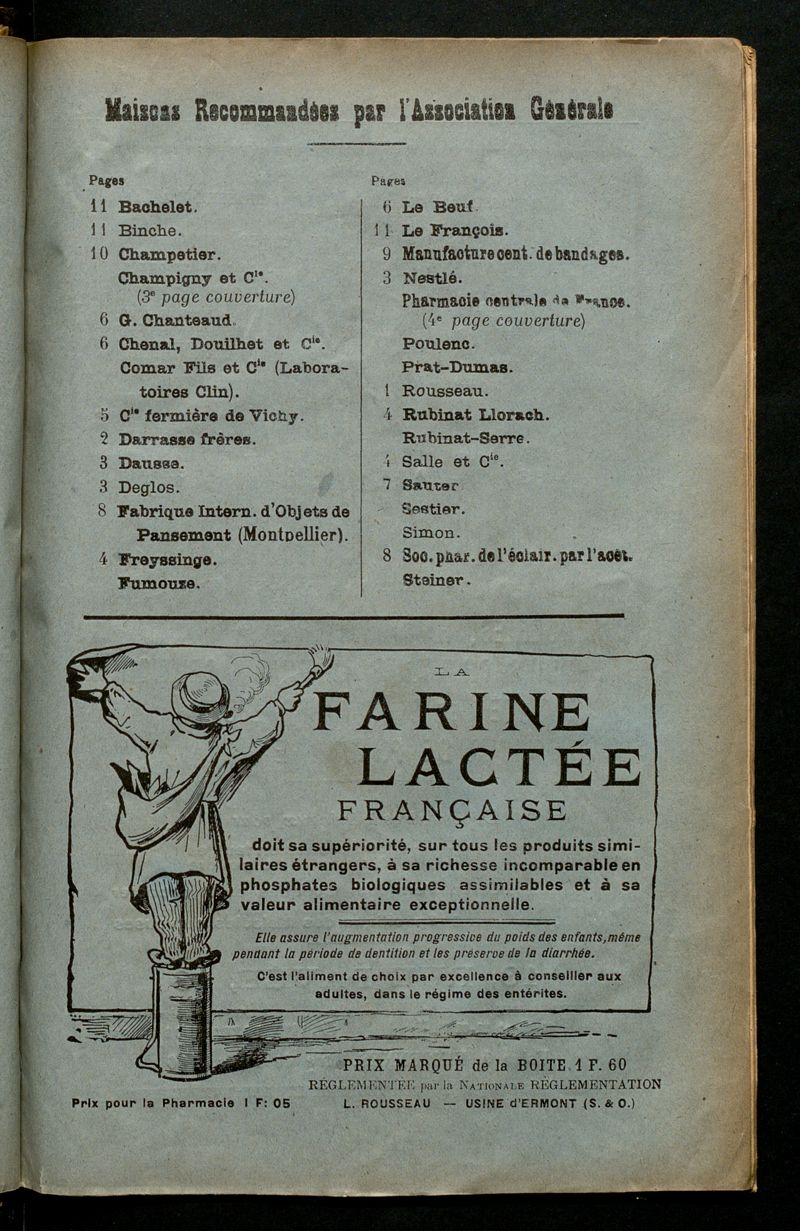 Maisons Recommandées par l'Association Générale
Pages
11 Bachelet.
11 Binche.
10 Champetier.
Champigny et Cie.
(3e page couverture)
6 G. Chanteaud.
6 Chenal, Douilhet et Cie.
Comar Fils et Cie (Labora-
toires Clin).
5 Cie fermière de Vichy.
2 Darrasse frères.
3 Dausse.
3 Deglos.
8 Fabrique Intern. d'Objets de
Pansement (Montpellier).
4 Freyssinge.
Fumouze.
Pages
6 Le Beuf.
11 Le François.
9 Manufacture cent. de bandages.
3 Nestlé.
Pharmacie centrale de France.
(4e page couverture)
Poulenc.
Prat-Dumas.
1 Rousseau.
4 Rubinat Llorach.
Rubinat-Serre.
Salle et Cie.
7 Sauter
Sestier.
Simon.
8 Soc. phar. de l'éclair. par l'acét.
Steiner.
LA
FARINE
LACTÉE
FRANÇAISE
doit sa supériorité, sur tous les produits simi-
laires étrangers, à sa richesse incomparable en
phosphates biologiques assimilables et à sa
valeur alimentaire exceptionnelle.
Elle assure l'augmentation progressive du poids des enfants, même
pendant la période de dentition et les préserve de la diarrhée.
C'est l'aliment de choix par excellence à conseiller aux
adultes, dans le régime des entérites.
PRIX MARQUÉ de la BOITE 1 F. 60
RÉGLEMENTÉE par la NATIONALE RÉGLEMENTATION
Prix pour la Pharmacie 1 F: 05
L. ROUSSEAU — USINE d'ERMONT (S. & O.)